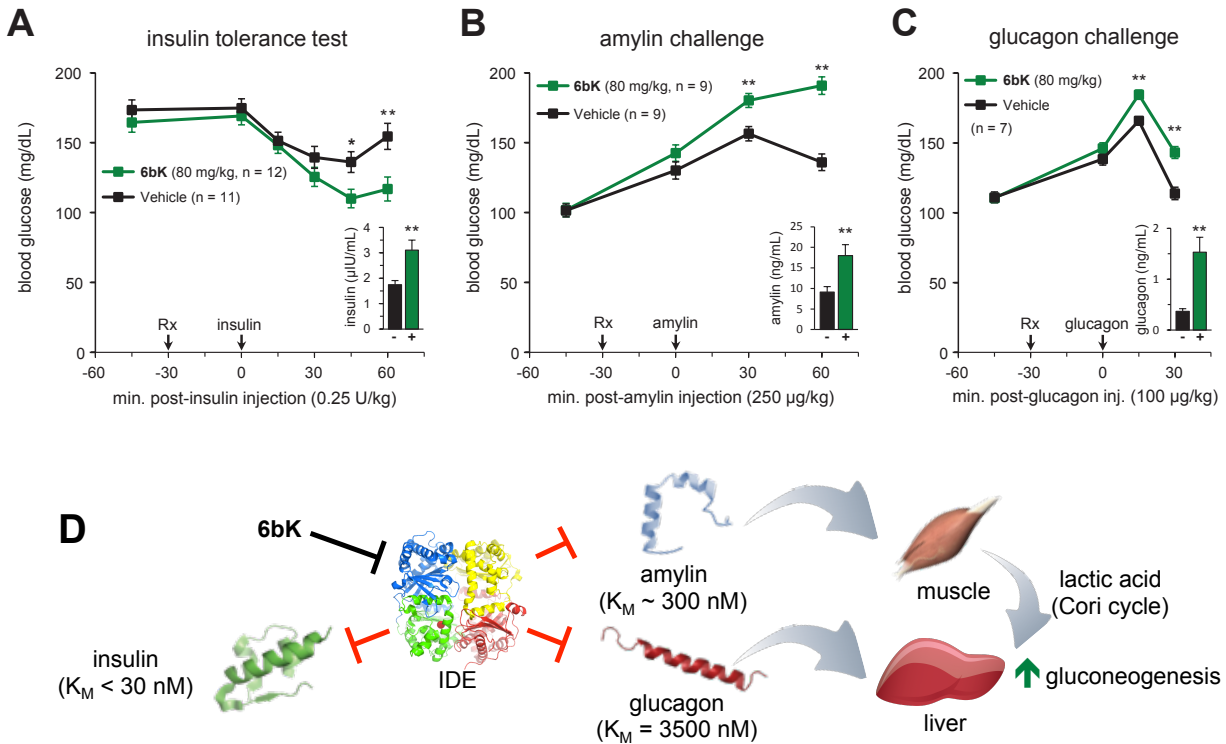 A
insulin tolerance test
blood glucose (mg/dL)
200
150
100
50
0
6bK (80 mg/kg, n = 12)
Vehicle (n = 11)
*
**
Rx
insulin
insulin (µIU/mL)
4
3
2
1
0
**
- +
-60 -30 0 30 60
min. post-insulin injection (0.25 U/kg)
B
amylin challenge
blood glucose (mg/dL)
200
150
100
50
0
6bK (80 mg/kg, n = 9)
Vehicle (n = 9)
**
**
Rx
amylin
amylin (ng/mL)
25
20
15
10
5
0
**
- +
-60 -30 0 30 60
min. post-amylin injection (250 µg/kg)
C
glucagon challenge
blood glucose (mg/dL)
200
150
100
50
0
6bK (80 mg/kg)
Vehicle
(n = 7)
**
**
Rx
glucagon
glucagon (ng/mL)
2
1
0
**
- +
-60 -30 0 30
min. post-glucagon inj. (100 µg/kg)
D
6bK
IDE
insulin
(KM < 30 nM)
amylin
(KM ~ 300 nM)
glucagon
(KM = 3500 nM)
muscle
lactic acid
(Cori cycle)
gluconeogenesis
liver